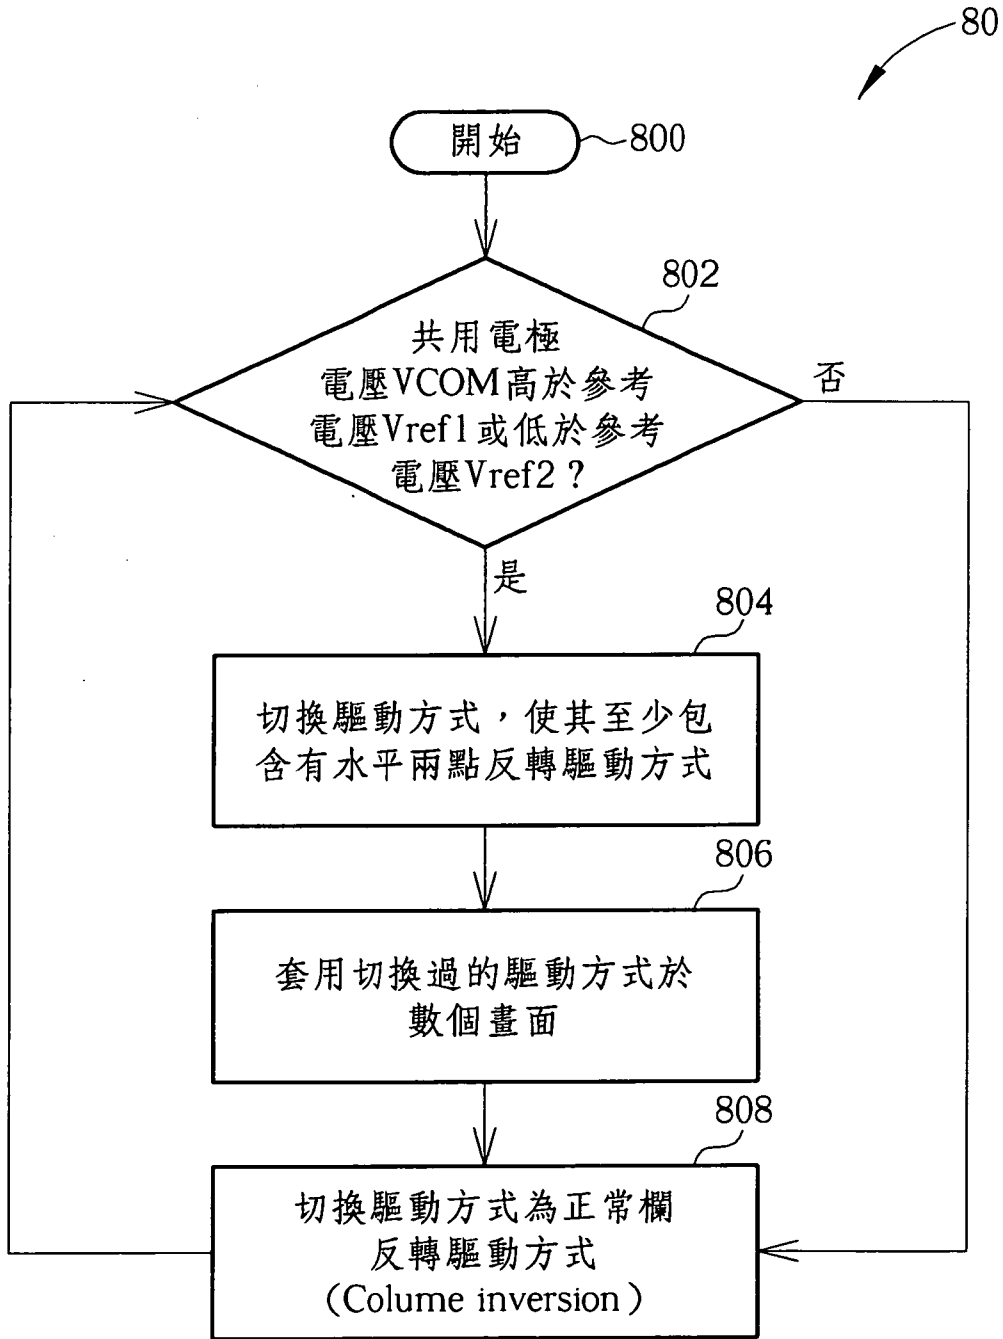 80
開始
800
802
共用電極
電壓VCOM高於參考
電壓Vref1或低於參考
電壓Vref2?
否
是
804
切換驅動方式,使其至少包
含有水平兩點反轉驅動方式
806
套用切換過的驅動方式於
數個畫面
808
切換驅動方式為正常欄
反轉驅動方式
(Colume inversion)